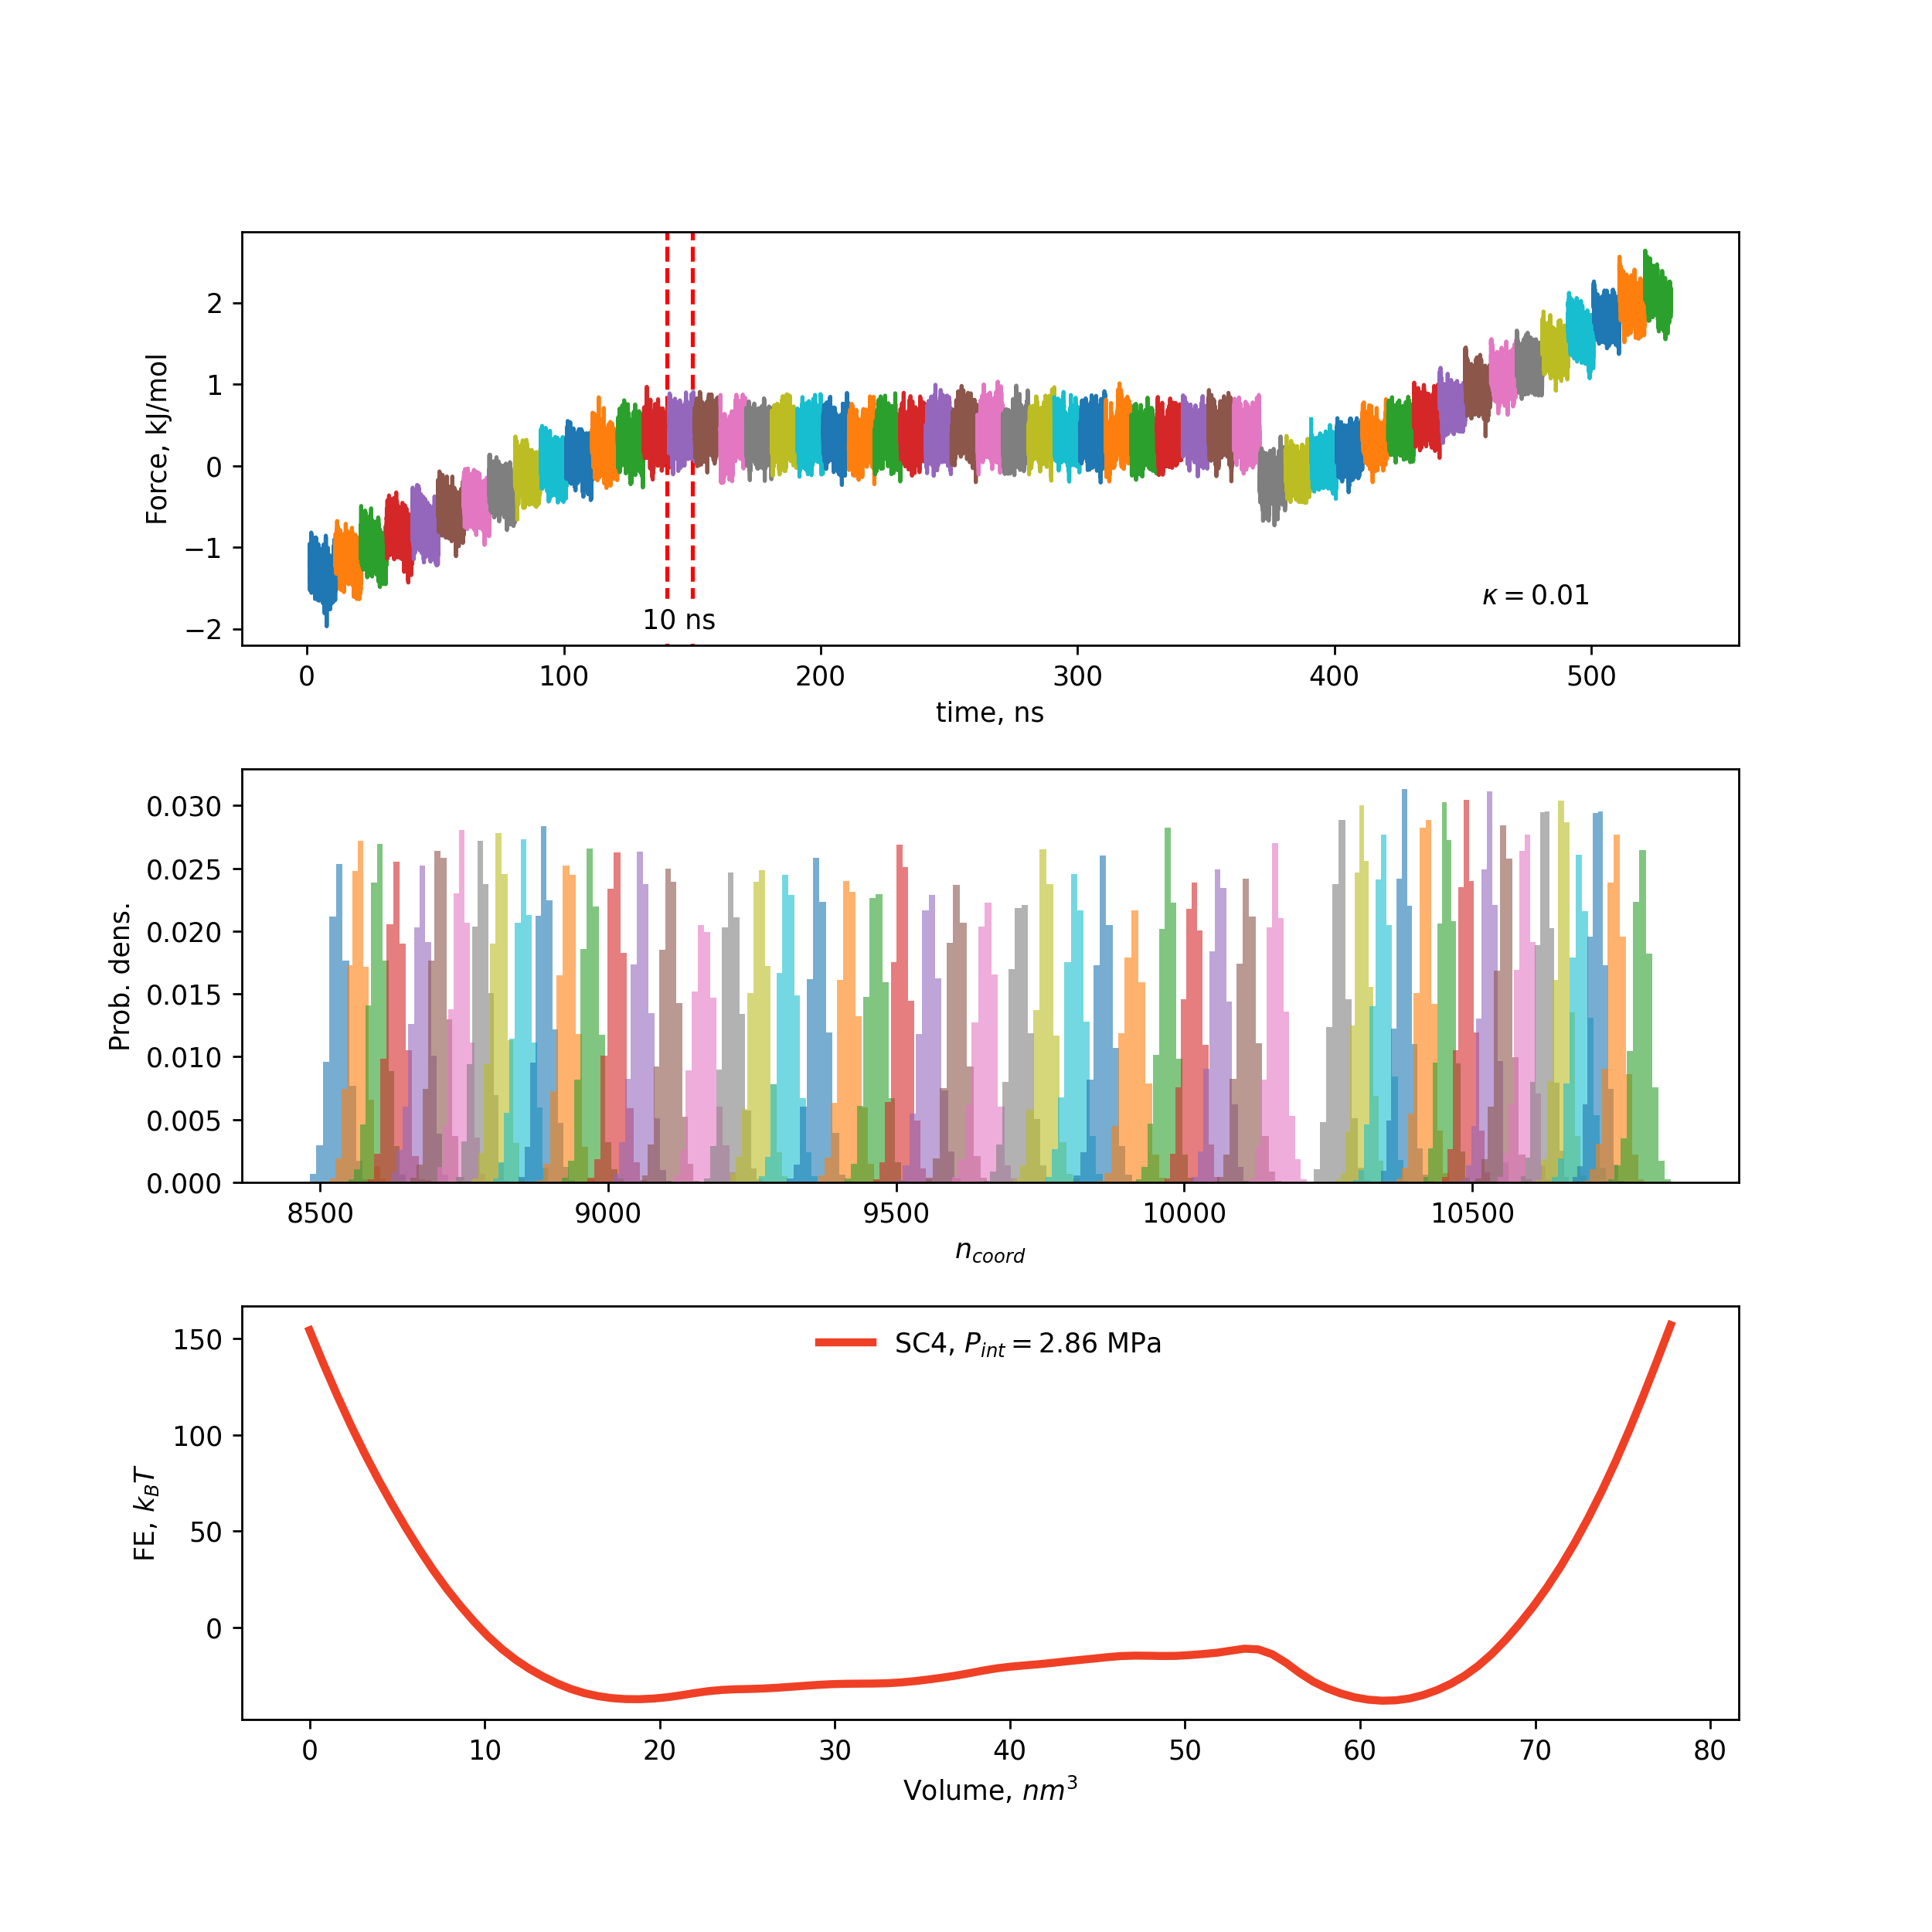 2
1
0
−1
−2
Force, kJ/mol
10 ns
κ = 0.01
0 100 200 300 400 500
time, ns
0.030
0.025
0.020
0.015
0.010
0.005
0.000
Prob. dens.
8500 9000 9500 10000 10500
n_coord
SC4, P_int = 2.86 MPa
150
100
50
0
FE, k_BT
0 10 20 30 40 50 60 70 80
Volume, nm³